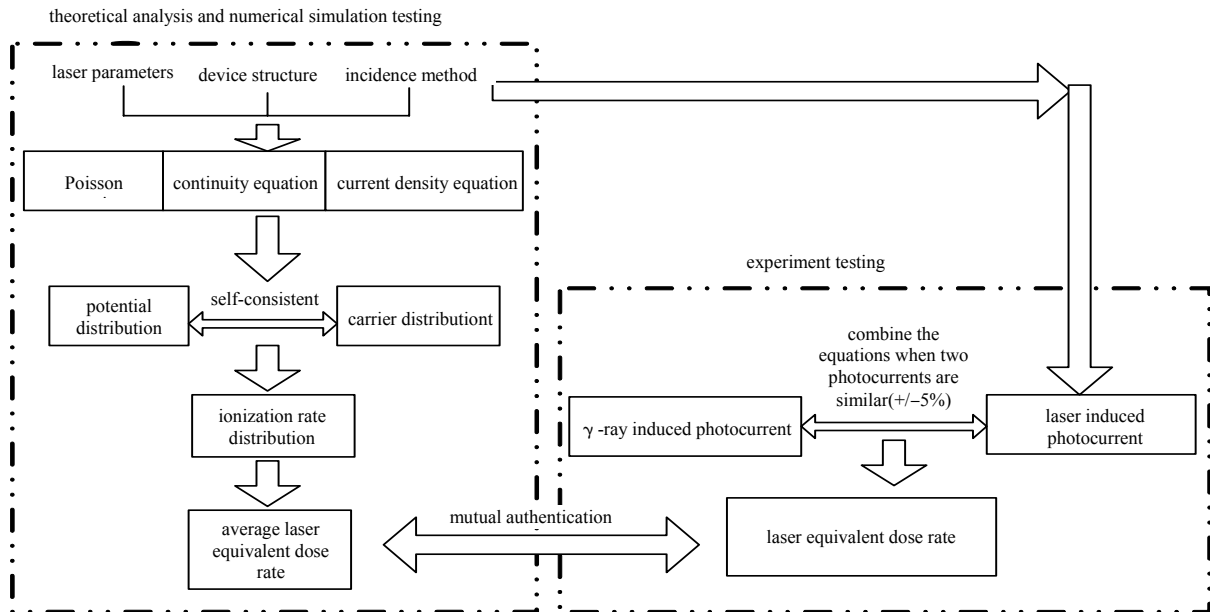 theoretical analysis and numerical simulation testing
laser parameters
device structure
incidence method
Poisson
continuity equation
current density equation
potential
distribution
self-consistent
carrier distributiont
ionization rate
distribution
average laser
equivalent dose
rate
mutual authentication
experiment testing
combine the
equations when two
photocurrents are
similar(+/−5%)
γ -ray induced photocurrent
laser induced
photocurrent
laser equivalent dose rate